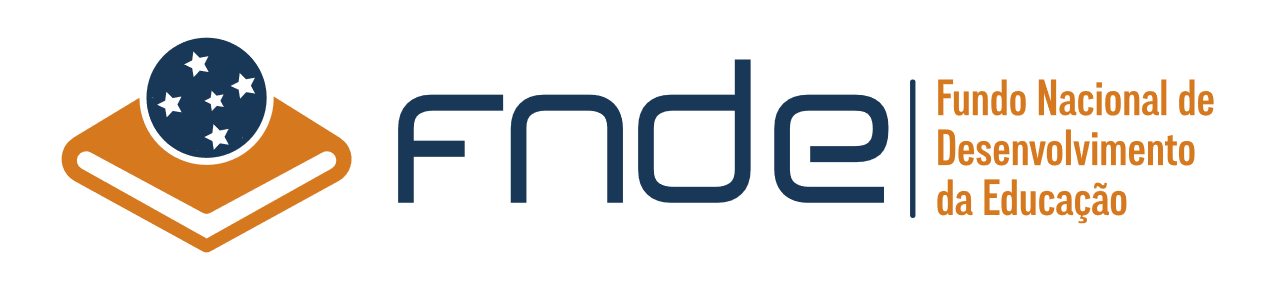 fnde
Fundo Nacional de
Desenvolvimento
da Educação